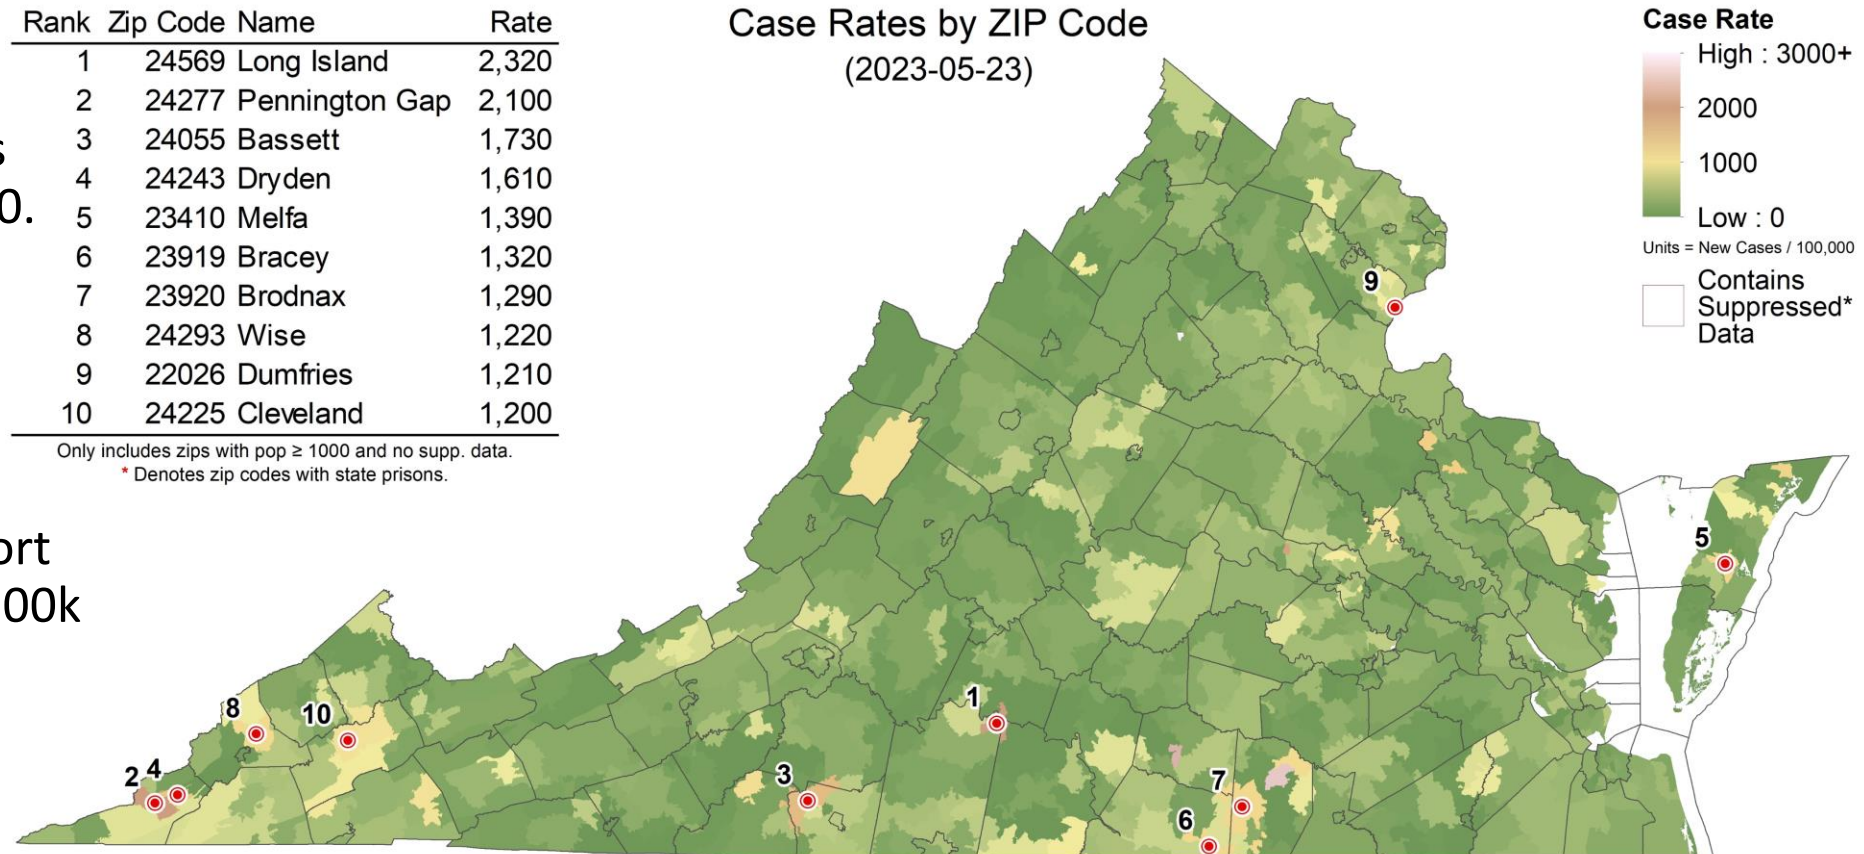 Rank Zip Code Name Rate
1 24569 Long Island 2,320
2 24277 Pennington Gap 2,100
3 24055 Bassett 1,730
4 24243 Dryden 1,610
5 23410 Melfa 1,390
6 23919 Bracey 1,320
7 23920 Brodnax 1,290
8 24293 Wise 1,220
9 22026 Dumfries 1,210
10 24225 Cleveland 1,200
Only includes zips with pop ≥ 1000 and no supp. data.
* Denotes zip codes with state prisons.
s
0.
ort
00k
Case Rates by ZIP Code
(2023-05-23)
Case Rate
High : 3000+
2000
1000
Low : 0
Units = New Cases / 100,000
Contains
Suppressed*
Data
9
5
1
8
10
2
4
3
7
6